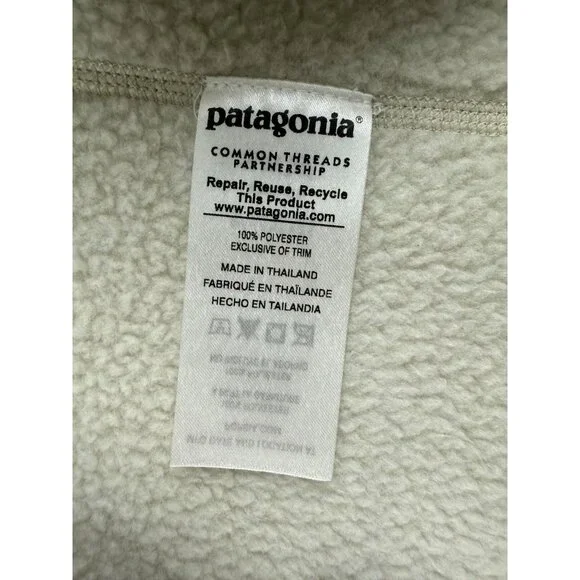 patagonia®
COMMON THREADS
PARTNERSHIP
Repair, Reuse, Recycle
This Product
www.patagonia.com
100% POLYESTER
EXCLUSIVE OF TRIM
MADE IN THAILAND
FABRIQUÉ EN THAÏLANDE
HECHO EN TAILANDIA